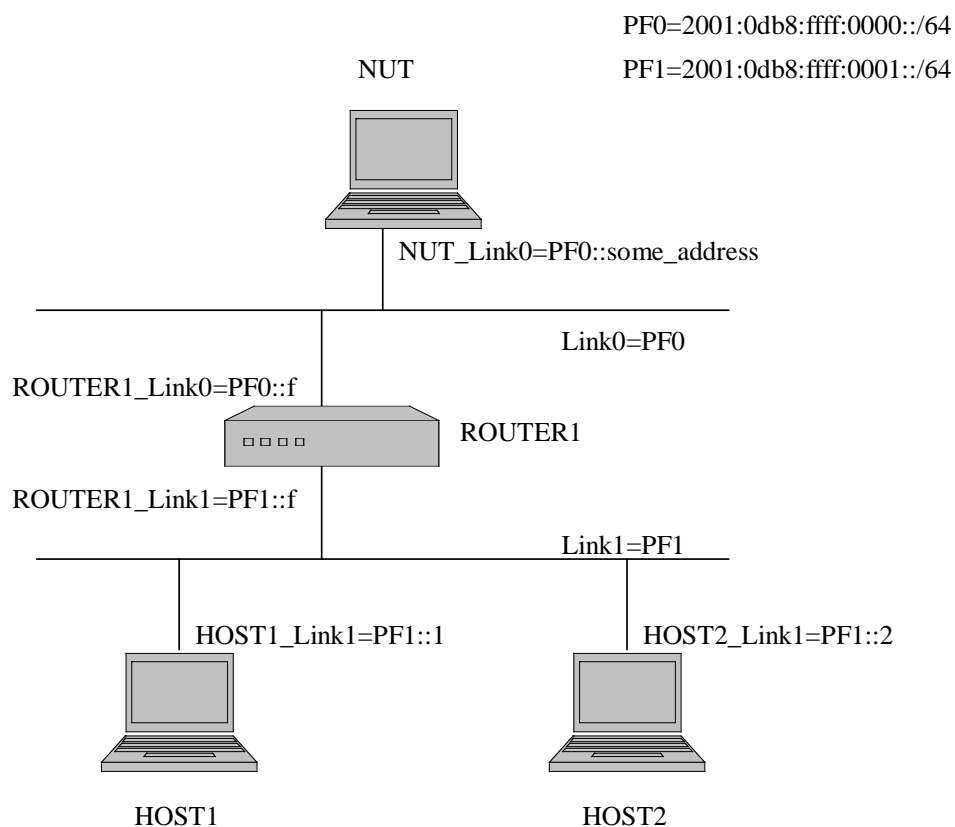 PF0=2001:0db8:ffff:0000::/64
PF1=2001:0db8:ffff:0001::/64
NUT
NUT_Link0=PF0::some_address
Link0=PF0
ROUTER1_Link0=PF0::f
ROUTER1
ROUTER1_Link1=PF1::f
Link1=PF1
HOST1_Link1=PF1::1
HOST2_Link1=PF1::2
HOST1
HOST2